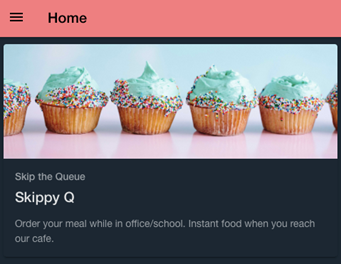 Home
Skip the Queue
Skippy Q
Order your meal while in office/school. Instant food when you reach
our cafe.